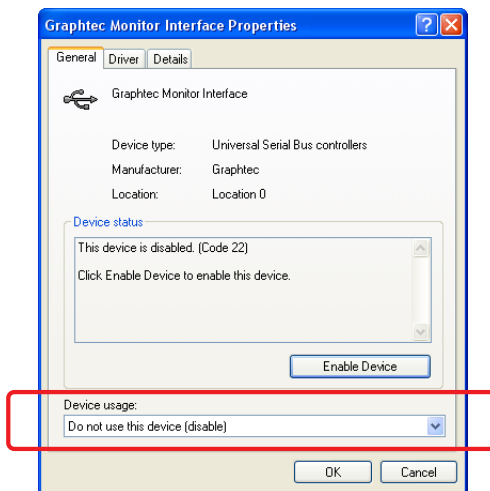 Graphtec Monitor Interface Properties
General Driver Details
Graphtec Monitor Interface
Device type: Universal Serial Bus controllers
Manufacturer: Graphtec
Location: Location 0
Device status
This device is disabled. (Code 22)
Click Enable Device to enable this device.
Enable Device
Device usage:
Do not use this device (disable)
OK Cancel